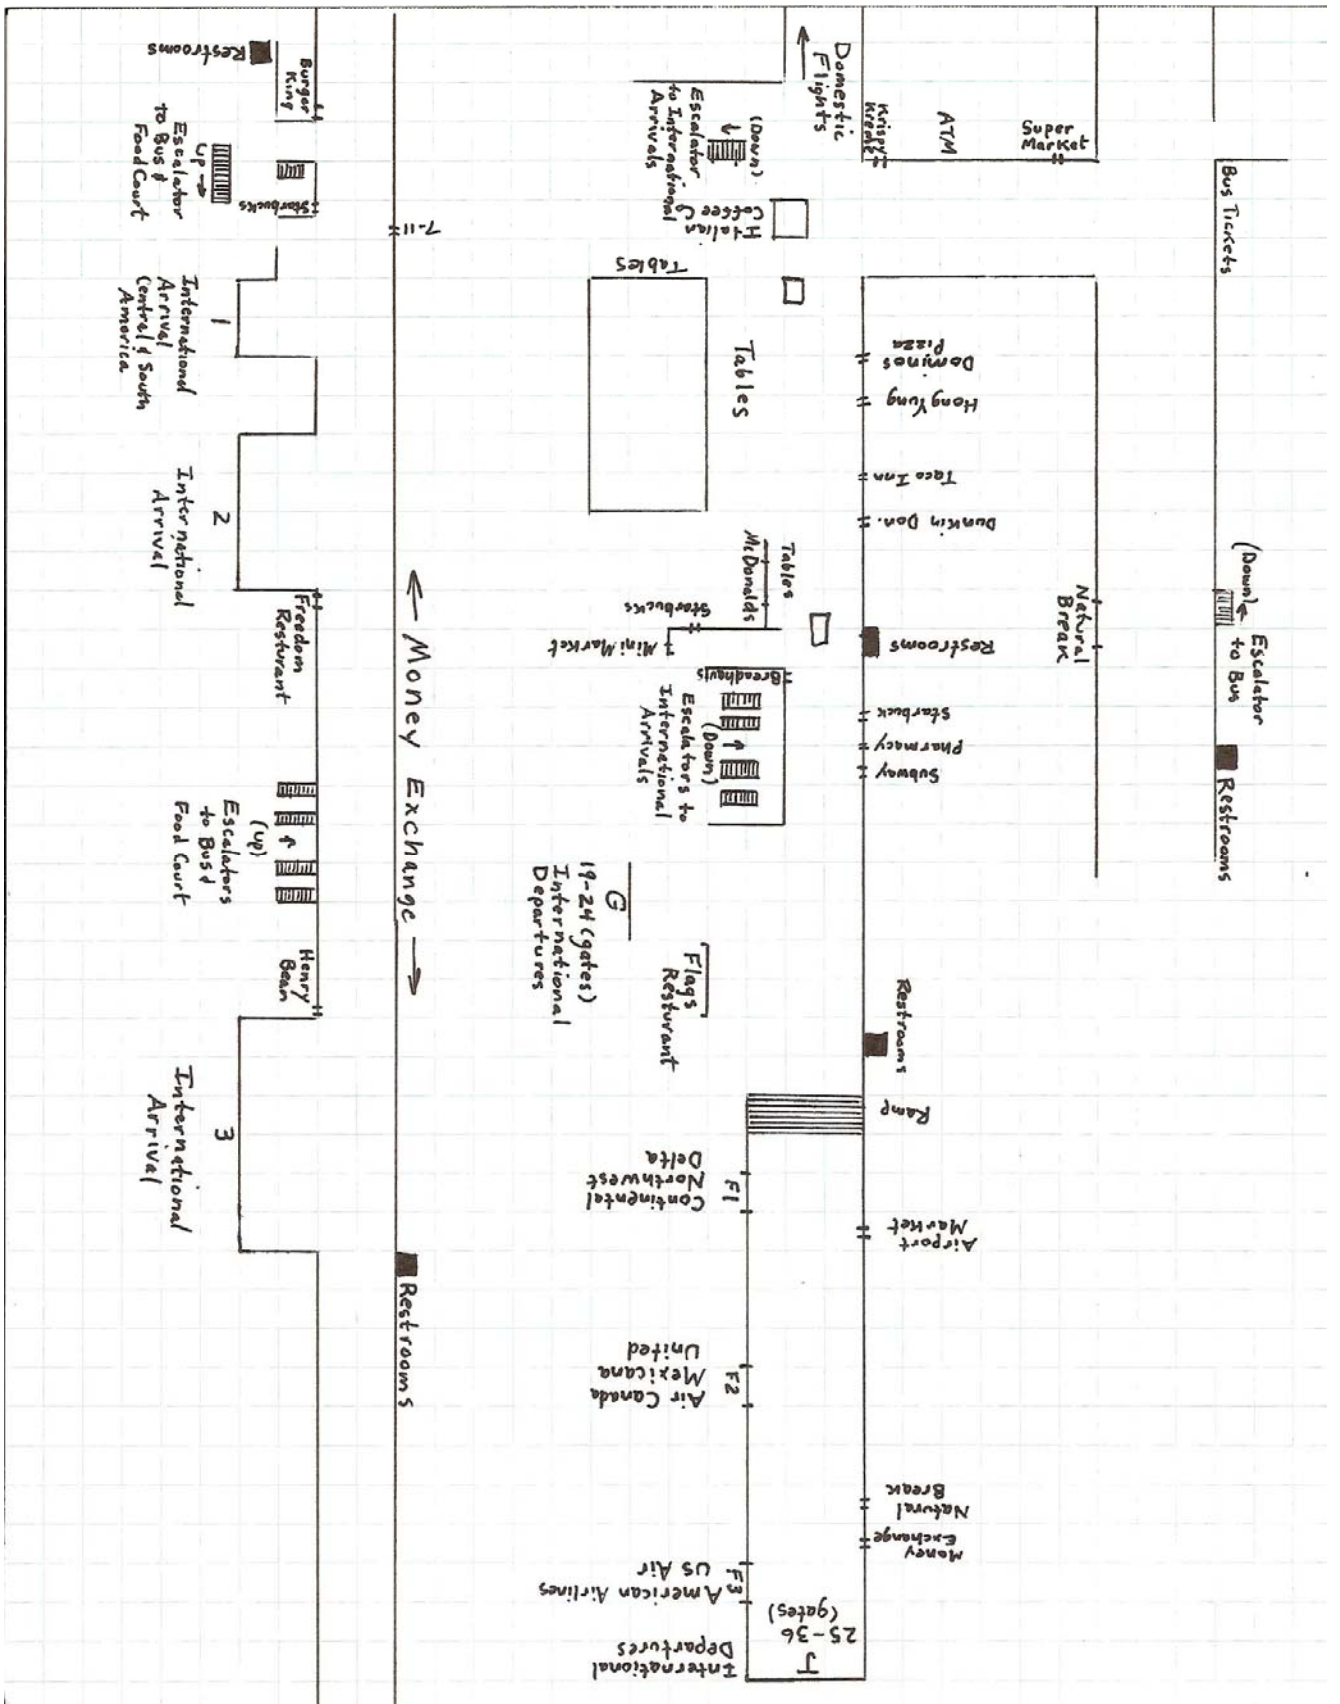 Restrooms
Burger
King
Escalator
up →
to Bus &
Food Court
Starbucks
7-11
International
Arrival
Central & South
America
1
International
Arrival
2
Freedom
Resturant
← Money Exchange →
Escalators
(up)
to Bus &
Food Court
Henry
Bean
International
Arrival
3
Restrooms
Domestic
Flights
(Down)
Escalator
to International
Arrivals
Italian
Coffee Co
Tables
Tables
Tables
McDonalds
Starbucks
Mini Market
Breadhauts
Escalators to
(Down)
International
Arrivals
G
19-24 (gates)
International
Departures
Flags
Resturant
Krispy
Kreme
ATM
Super
Market
Dominos
Pizza
Hong Yung
Taco Inn
Dunkin Don.
Natural
Break
Restrooms
Starbuck
Pharmacy
Subway
Restrooms
Ramp
F1
Continental
Northwest
Delta
Airport
Market
F2
Air Canada
Mexicana
United
Natural
Break
Money
Exchange
F3
American Airlines
US Air
J
25-36
(gates)
International
Departures
Bus Tickets
(Down)
Escalator
to Bus
Restrooms